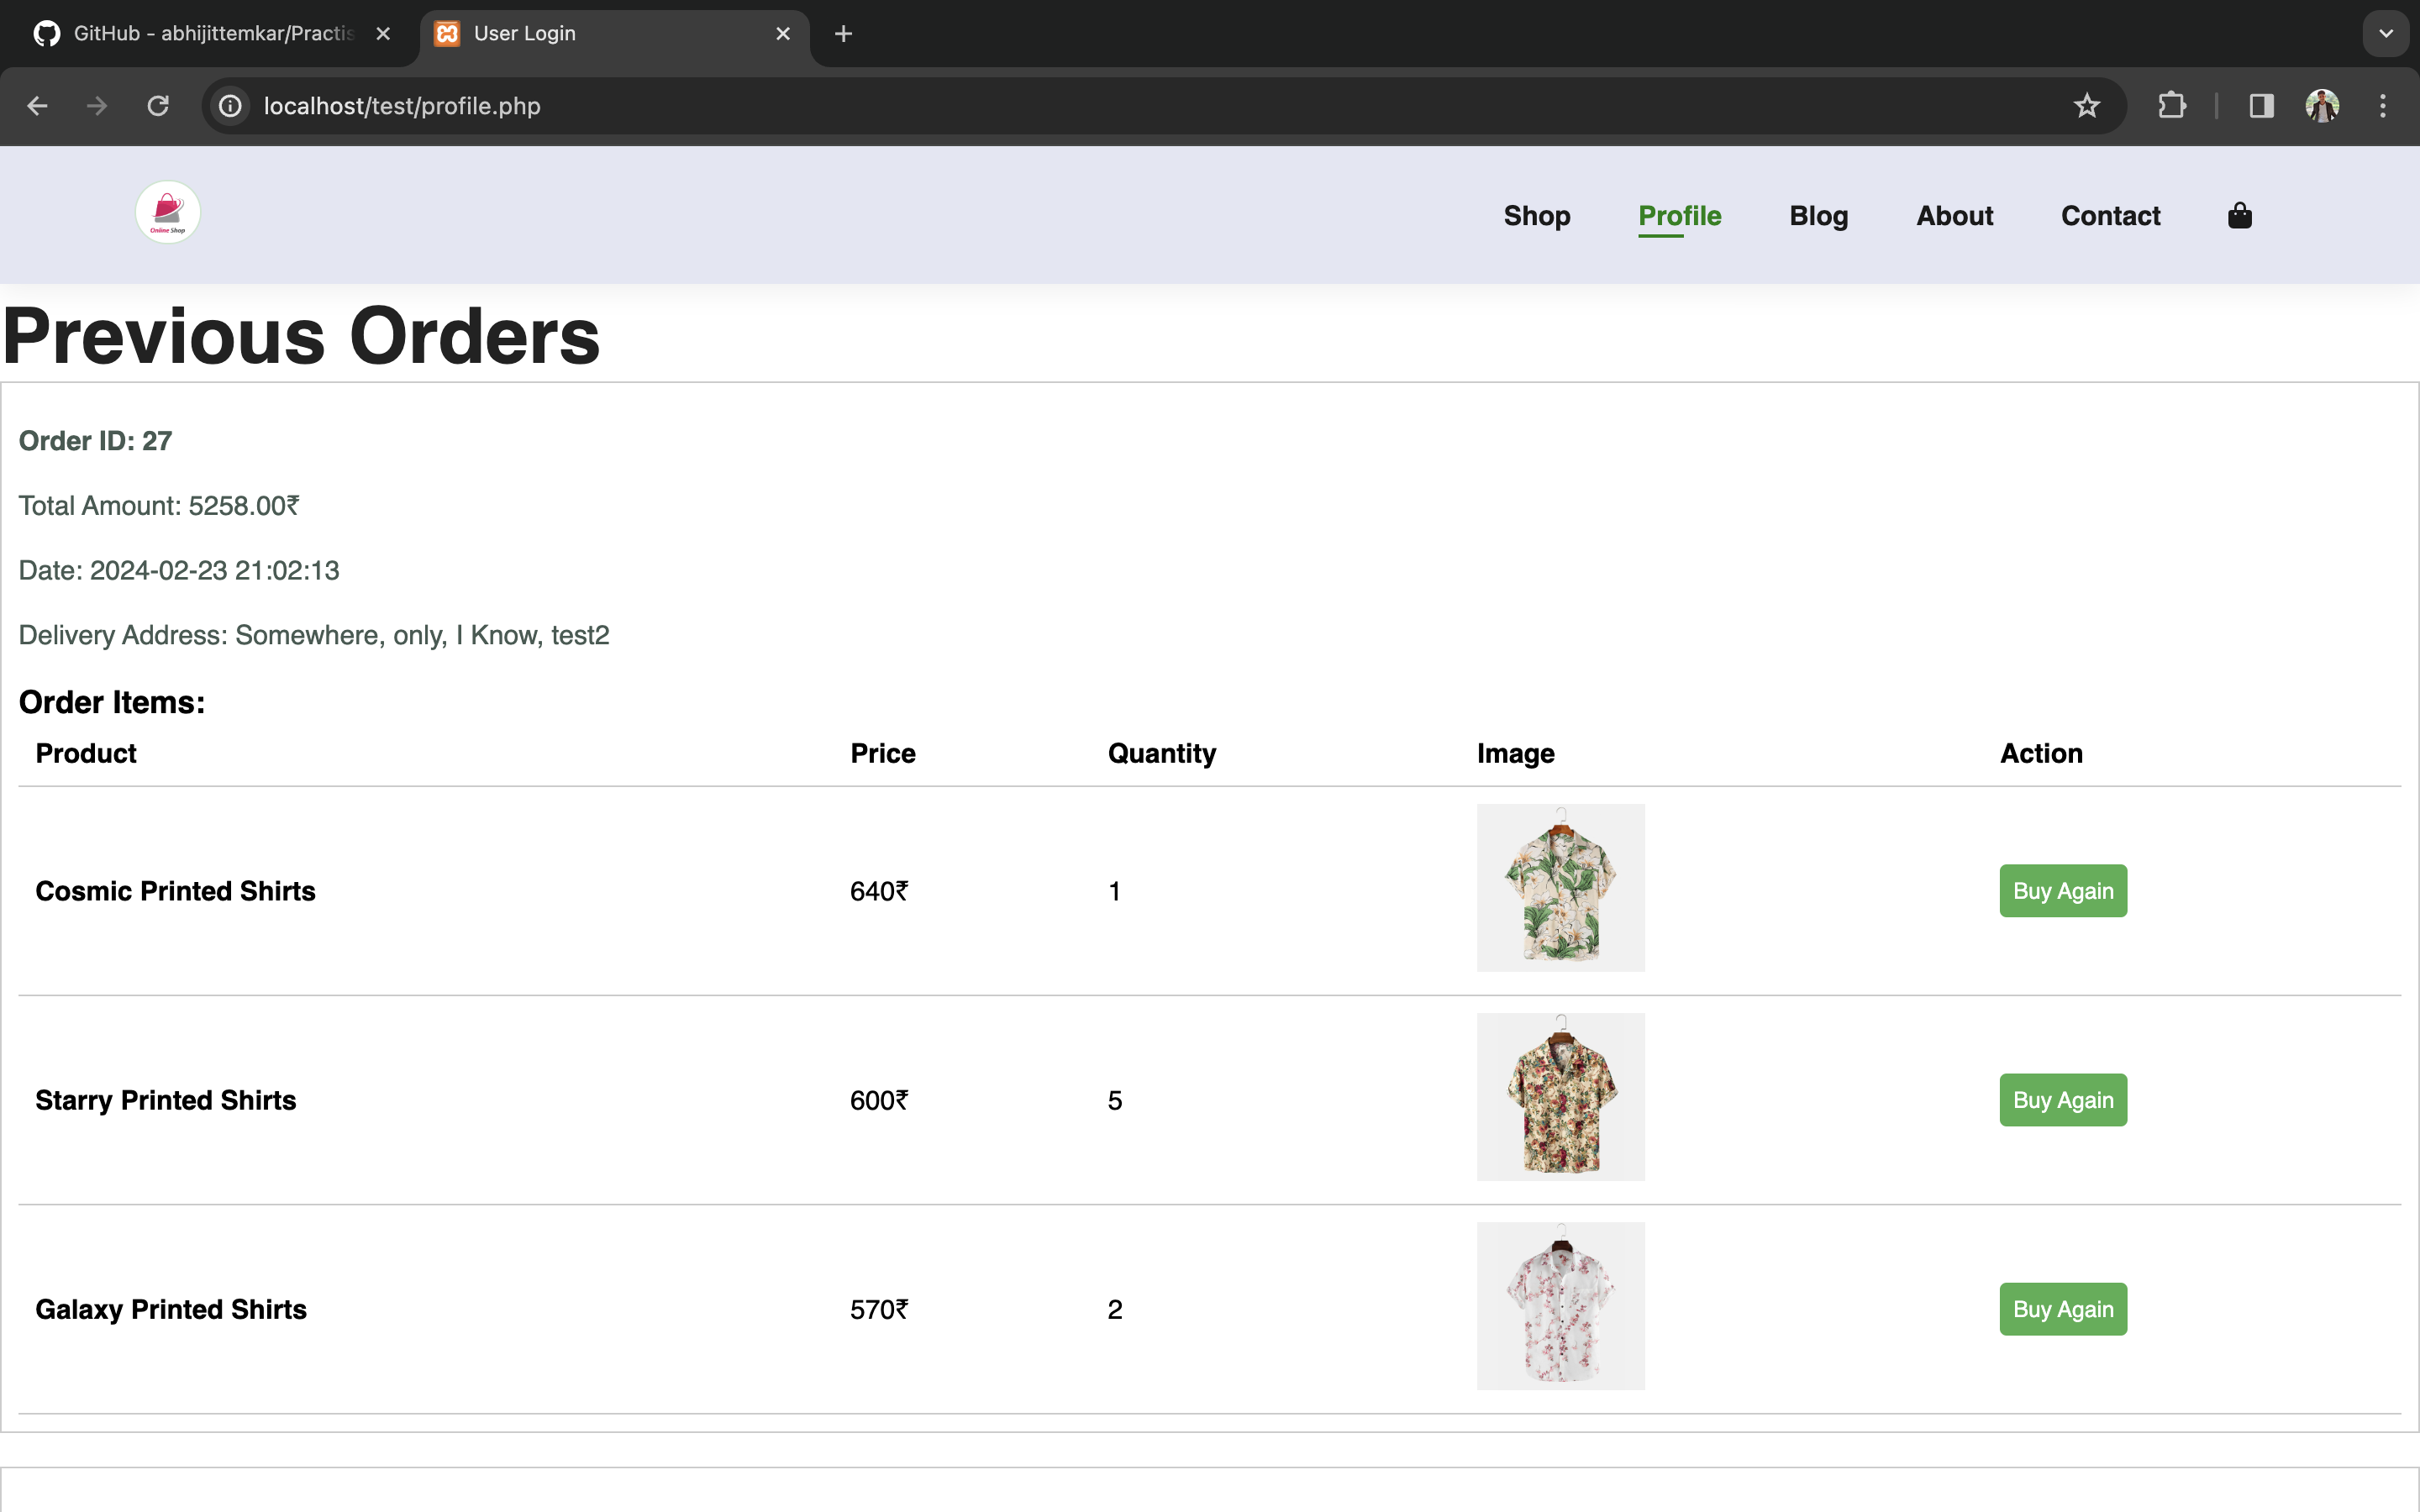 GitHub - abhijittemkar/Practis
User Login
localhost/test/profile.php
Online Shop
Shop
Profile
Blog
About
Contact
Previous Orders
Order ID: 27
Total Amount: 5258.00₹
Date: 2024-02-23 21:02:13
Delivery Address: Somewhere, only, I Know, test2
Order Items:
Product Price Quantity Image Action
Cosmic Printed Shirts 640₹ 1 Buy Again
Starry Printed Shirts 600₹ 5 Buy Again
Galaxy Printed Shirts 570₹ 2 Buy Again